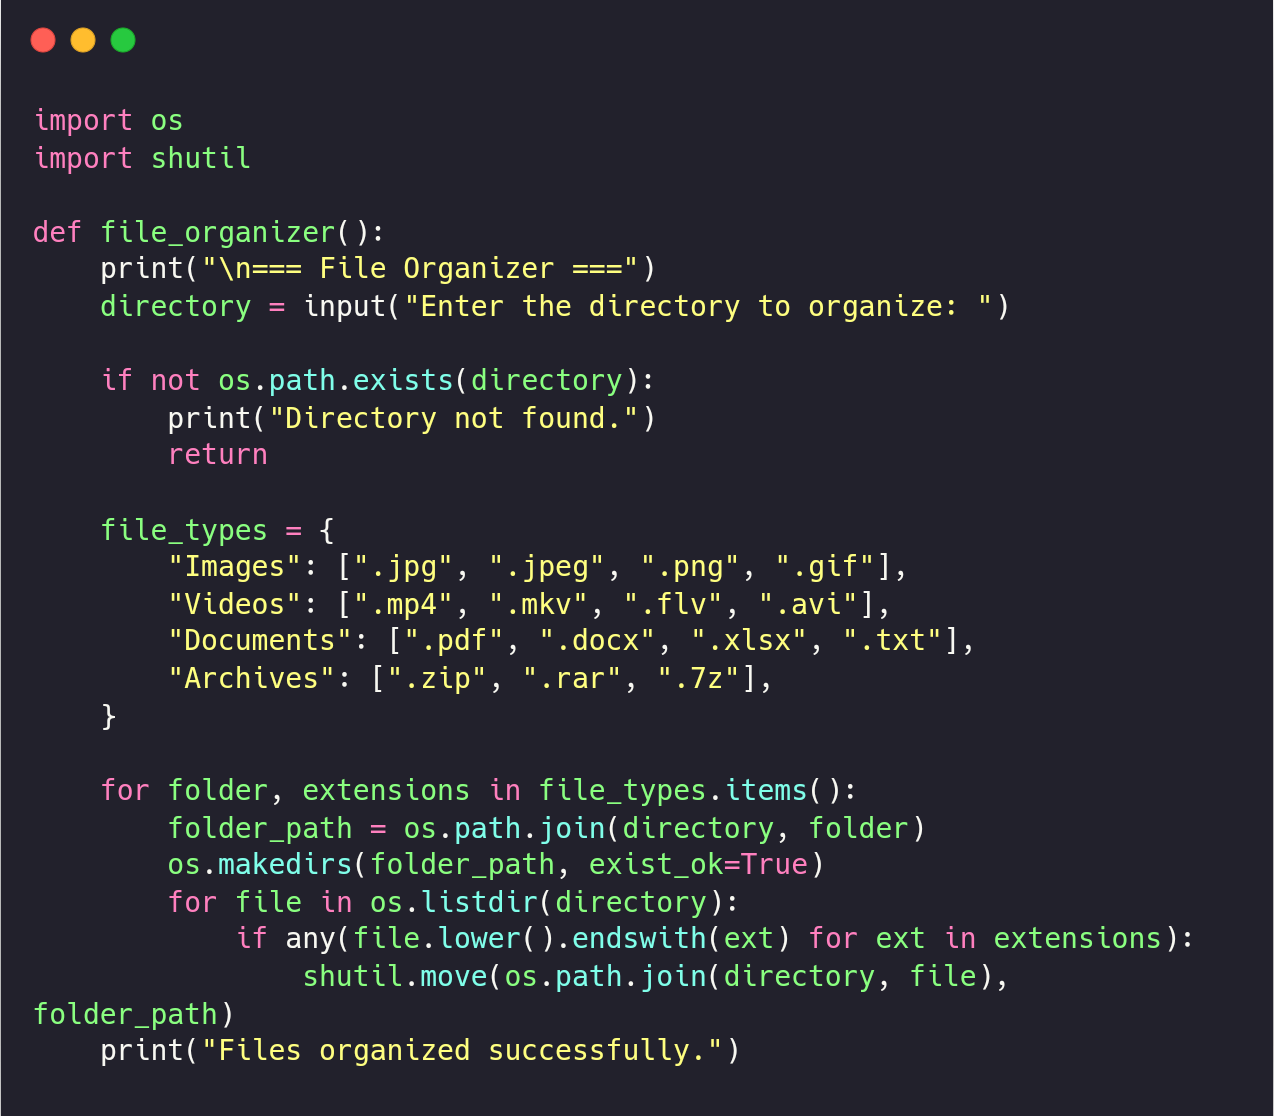 import os
import shutil

def file_organizer():
    print("\n=== File Organizer ===")
    directory = input("Enter the directory to organize: ")

    if not os.path.exists(directory):
        print("Directory not found.")
        return

    file_types = {
        "Images": [".jpg", ".jpeg", ".png", ".gif"],
        "Videos": [".mp4", ".mkv", ".flv", ".avi"],
        "Documents": [".pdf", ".docx", ".xlsx", ".txt"],
        "Archives": [".zip", ".rar", ".7z"],
    }

    for folder, extensions in file_types.items():
        folder_path = os.path.join(directory, folder)
        os.makedirs(folder_path, exist_ok=True)
        for file in os.listdir(directory):
            if any(file.lower().endswith(ext) for ext in extensions):
                shutil.move(os.path.join(directory, file),
folder_path)
    print("Files organized successfully.")